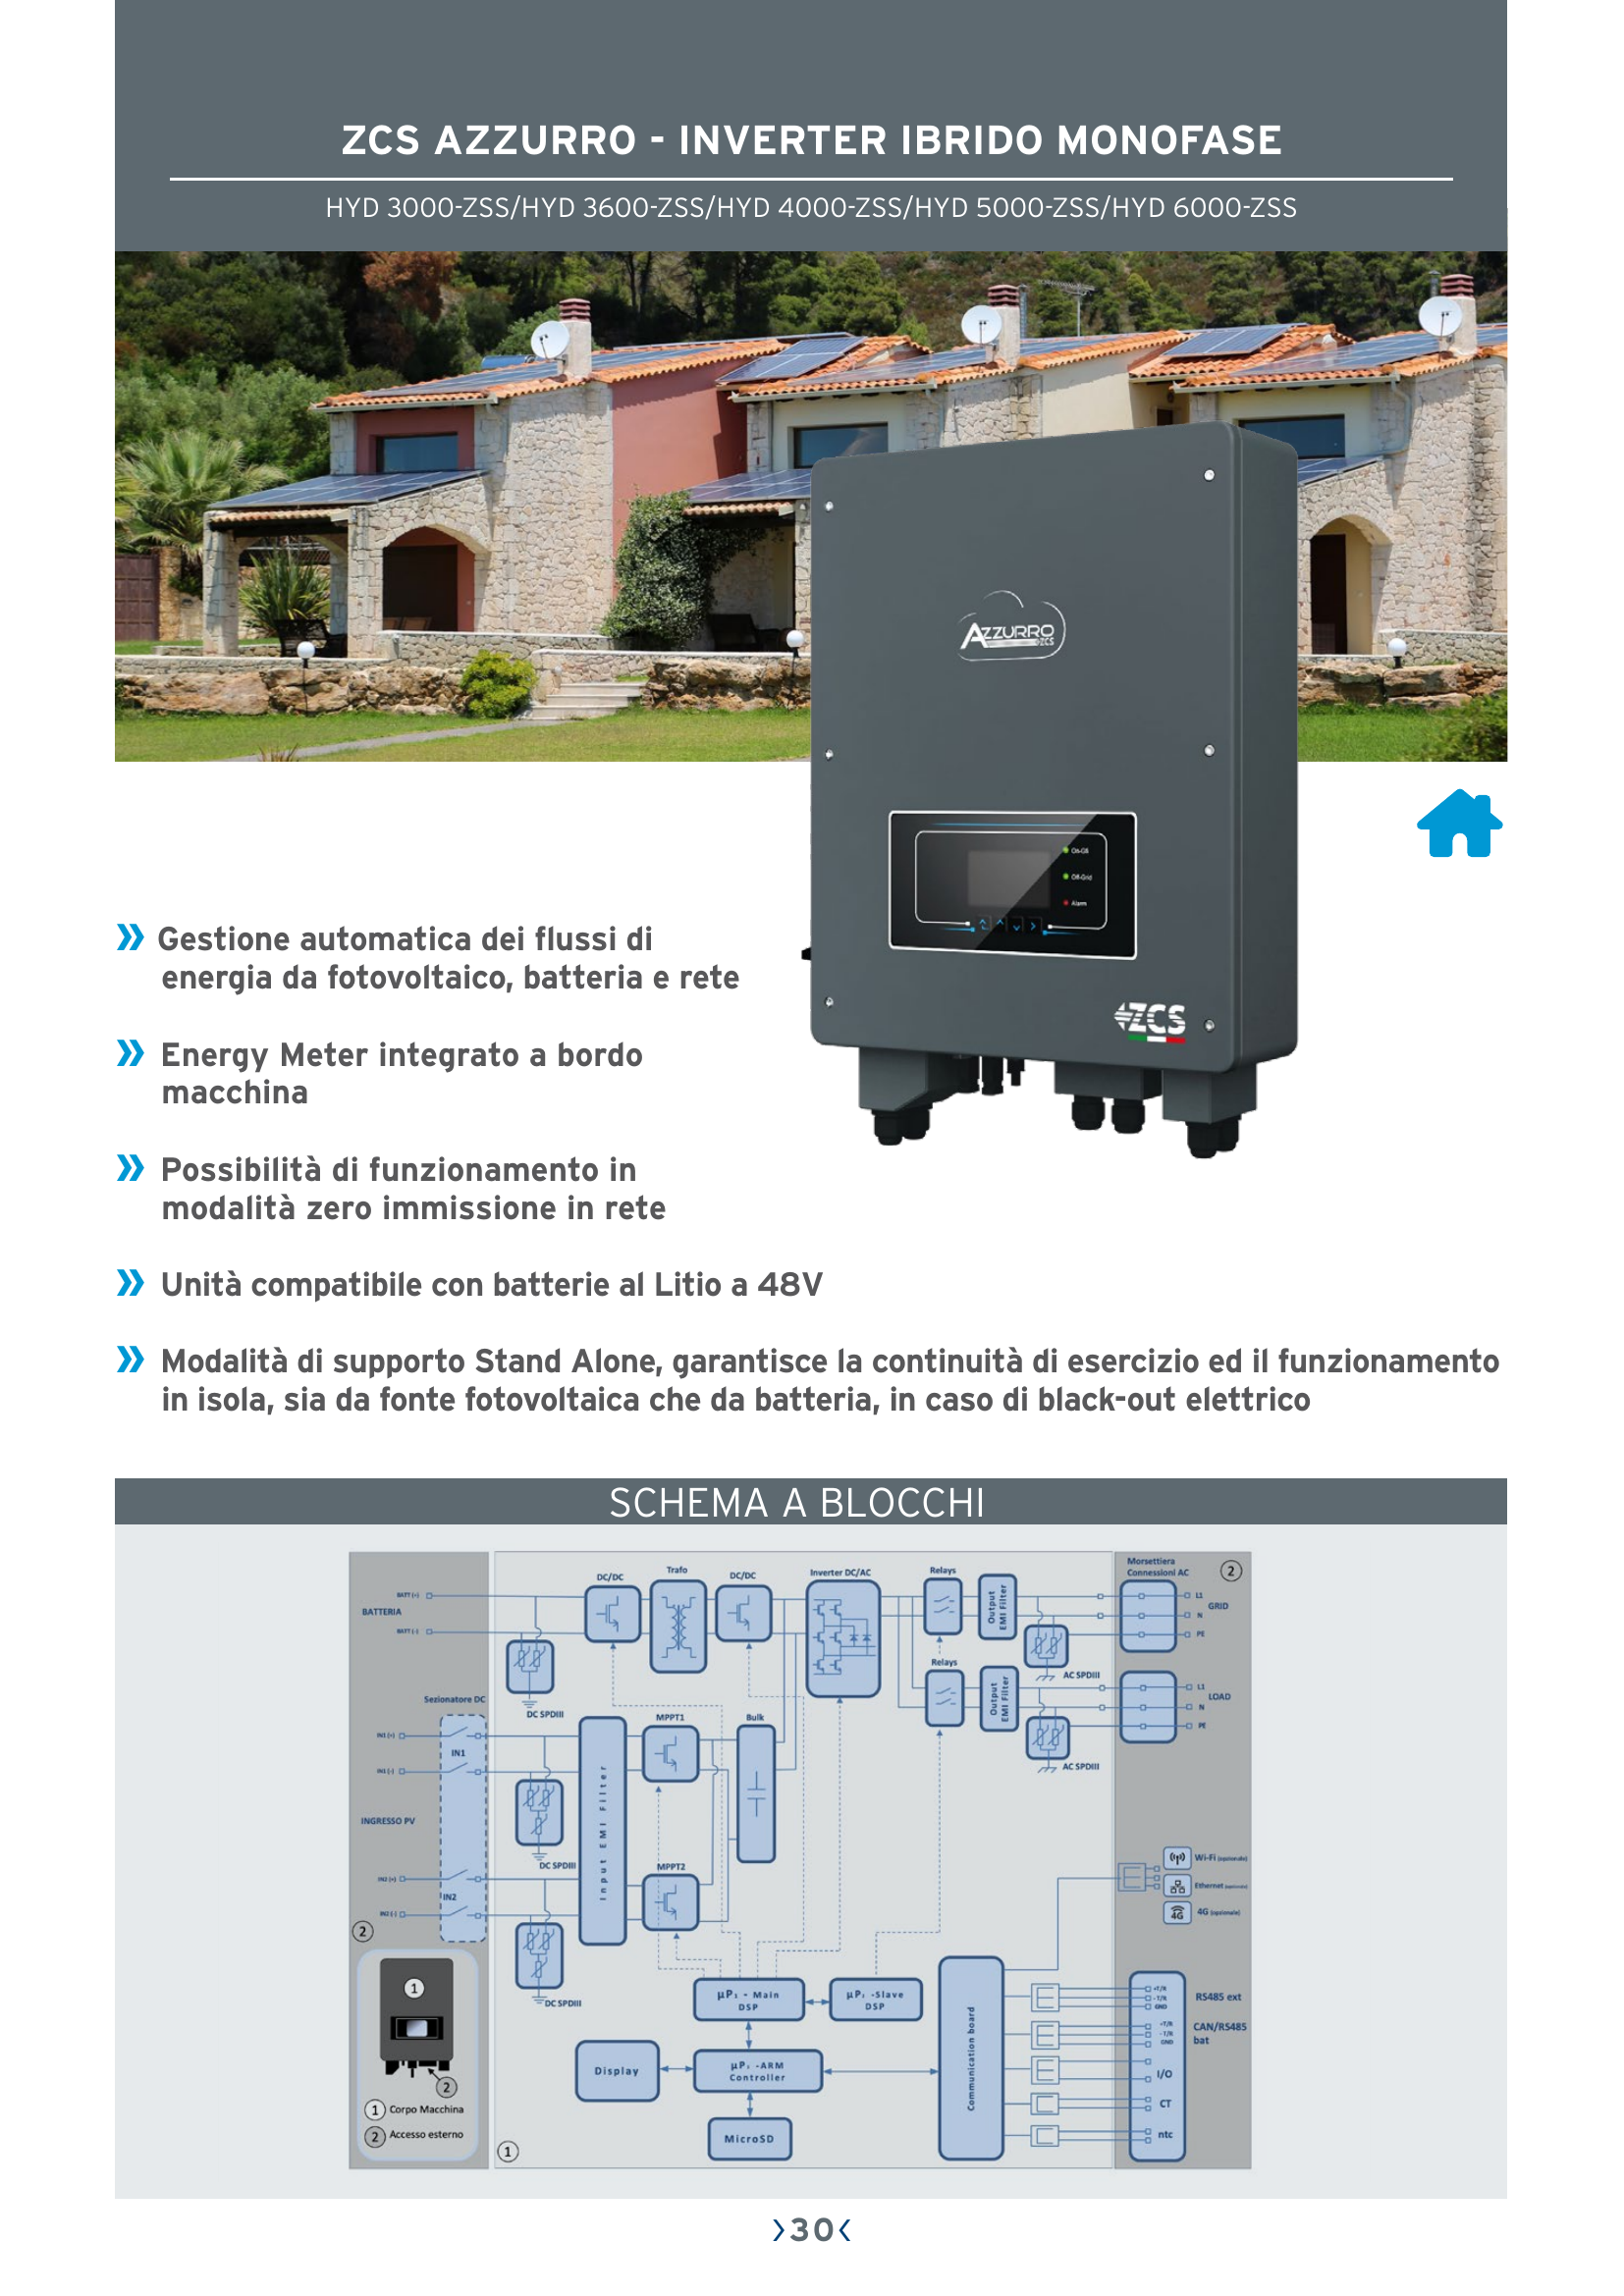 ZCS AZZURRO - INVERTER IBRIDO MONOFASE
HYD 3000-ZSS/HYD 3600-ZSS/HYD 4000-ZSS/HYD 5000-ZSS/HYD 6000-ZSS
AZZURRO
ZCS
Off-Grid
Alarm
ZCS
» Gestione automatica dei flussi di
energia da fotovoltaico, batteria e rete
» Energy Meter integrato a bordo
macchina
» Possibilità di funzionamento in
modalità zero immissione in rete
» Unità compatibile con batterie al Litio a 48V
» Modalità di supporto Stand Alone, garantisce la continuità di esercizio ed il funzionamento
in isola, sia da fonte fotovoltaica che da batteria, in caso di black-out elettrico
SCHEMA A BLOCCHI
BATT(+)
BATTERIA
BATT(-)
DC/DC
Trafo
DC/DC
Inverter DC/AC
Relays
Output
EMI Filter
Morsettiera
Connessioni AC
2
L1
GRID
N
PE
AC SPDIII
Relays
Output
EMI Filter
L1
LOAD
N
PE
AC SPDIII
DC SPDIII
Sezionatore DC
IN1 (+)
IN1
IN1 (-)
INGRESSO PV
DC SPDIII
IN2 (+)
IN2
IN2 (-)
2
DC SPDIII
Input EMI Filter
MPPT1
Bulk
MPPT2
Wi-Fi (opzionale)
Ethernet (opzionale)
4G
4G (opzionale)
1
2
1 Corpo Macchina
2 Accesso esterno
1
µP1 - Main
DSP
µP1 -Slave
DSP
Display
µP1 -ARM
Controller
MicroSD
Communication board
+T/R
-T/R
GND
RS485 ext
+T/R
-T/R
GND
CAN/RS485
bat
I/O
CT
ntc
›30‹